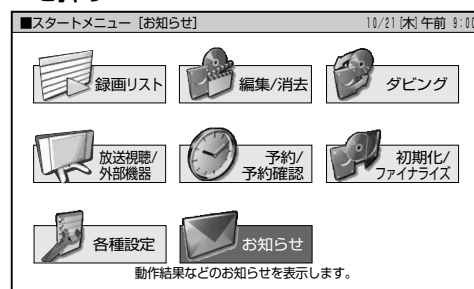 ■スタートメニュー [お知らせ] 10/21[木]午前 9:00
録画リスト 編集/消去 ダビング
放送視聴/ 予約/ 初期化/
外部機器 予約確認 ファイナライズ
各種設定 お知らせ
動作結果などのお知らせを表示します。